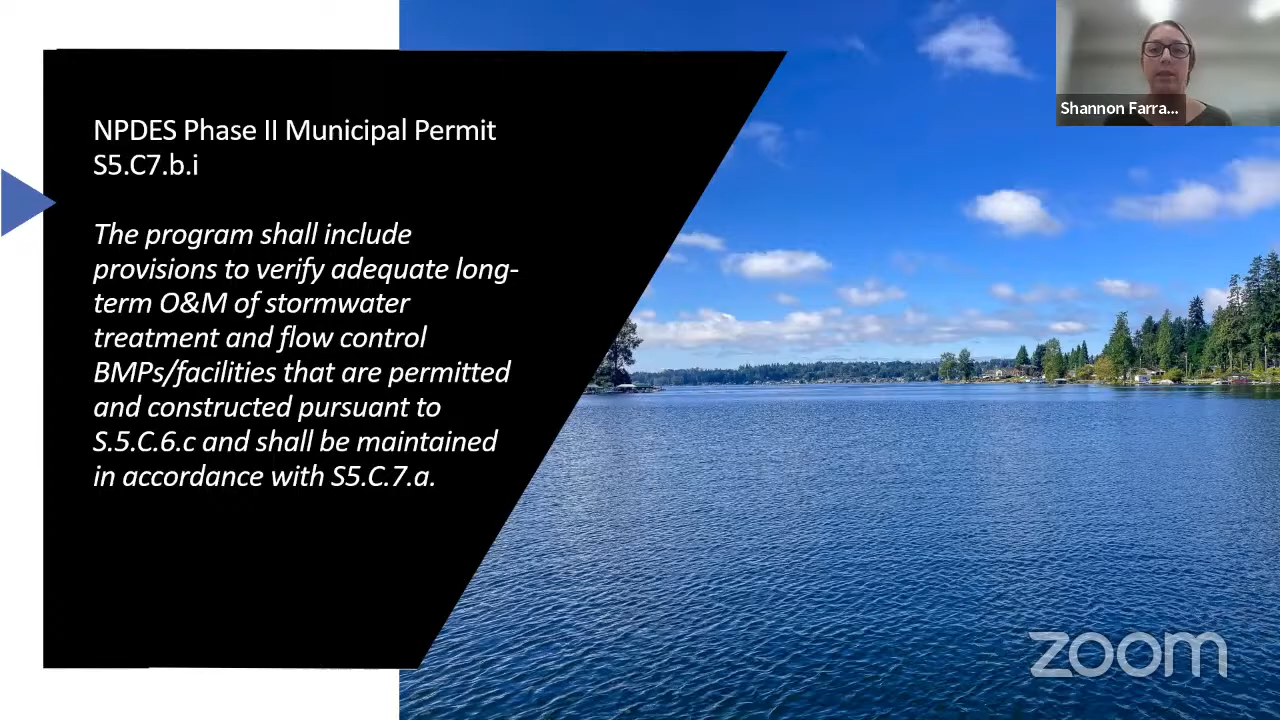 NPDES Phase II Municipal Permit
S5.C7.b.i
The program shall include
provisions to verify adequate long-
term O&M of stormwater
treatment and flow control
BMPs/facilities that are permitted
and constructed pursuant to
S.5.C.6.c and shall be maintained
in accordance with S5.C.7.a.
Shannon Farra...
zoom